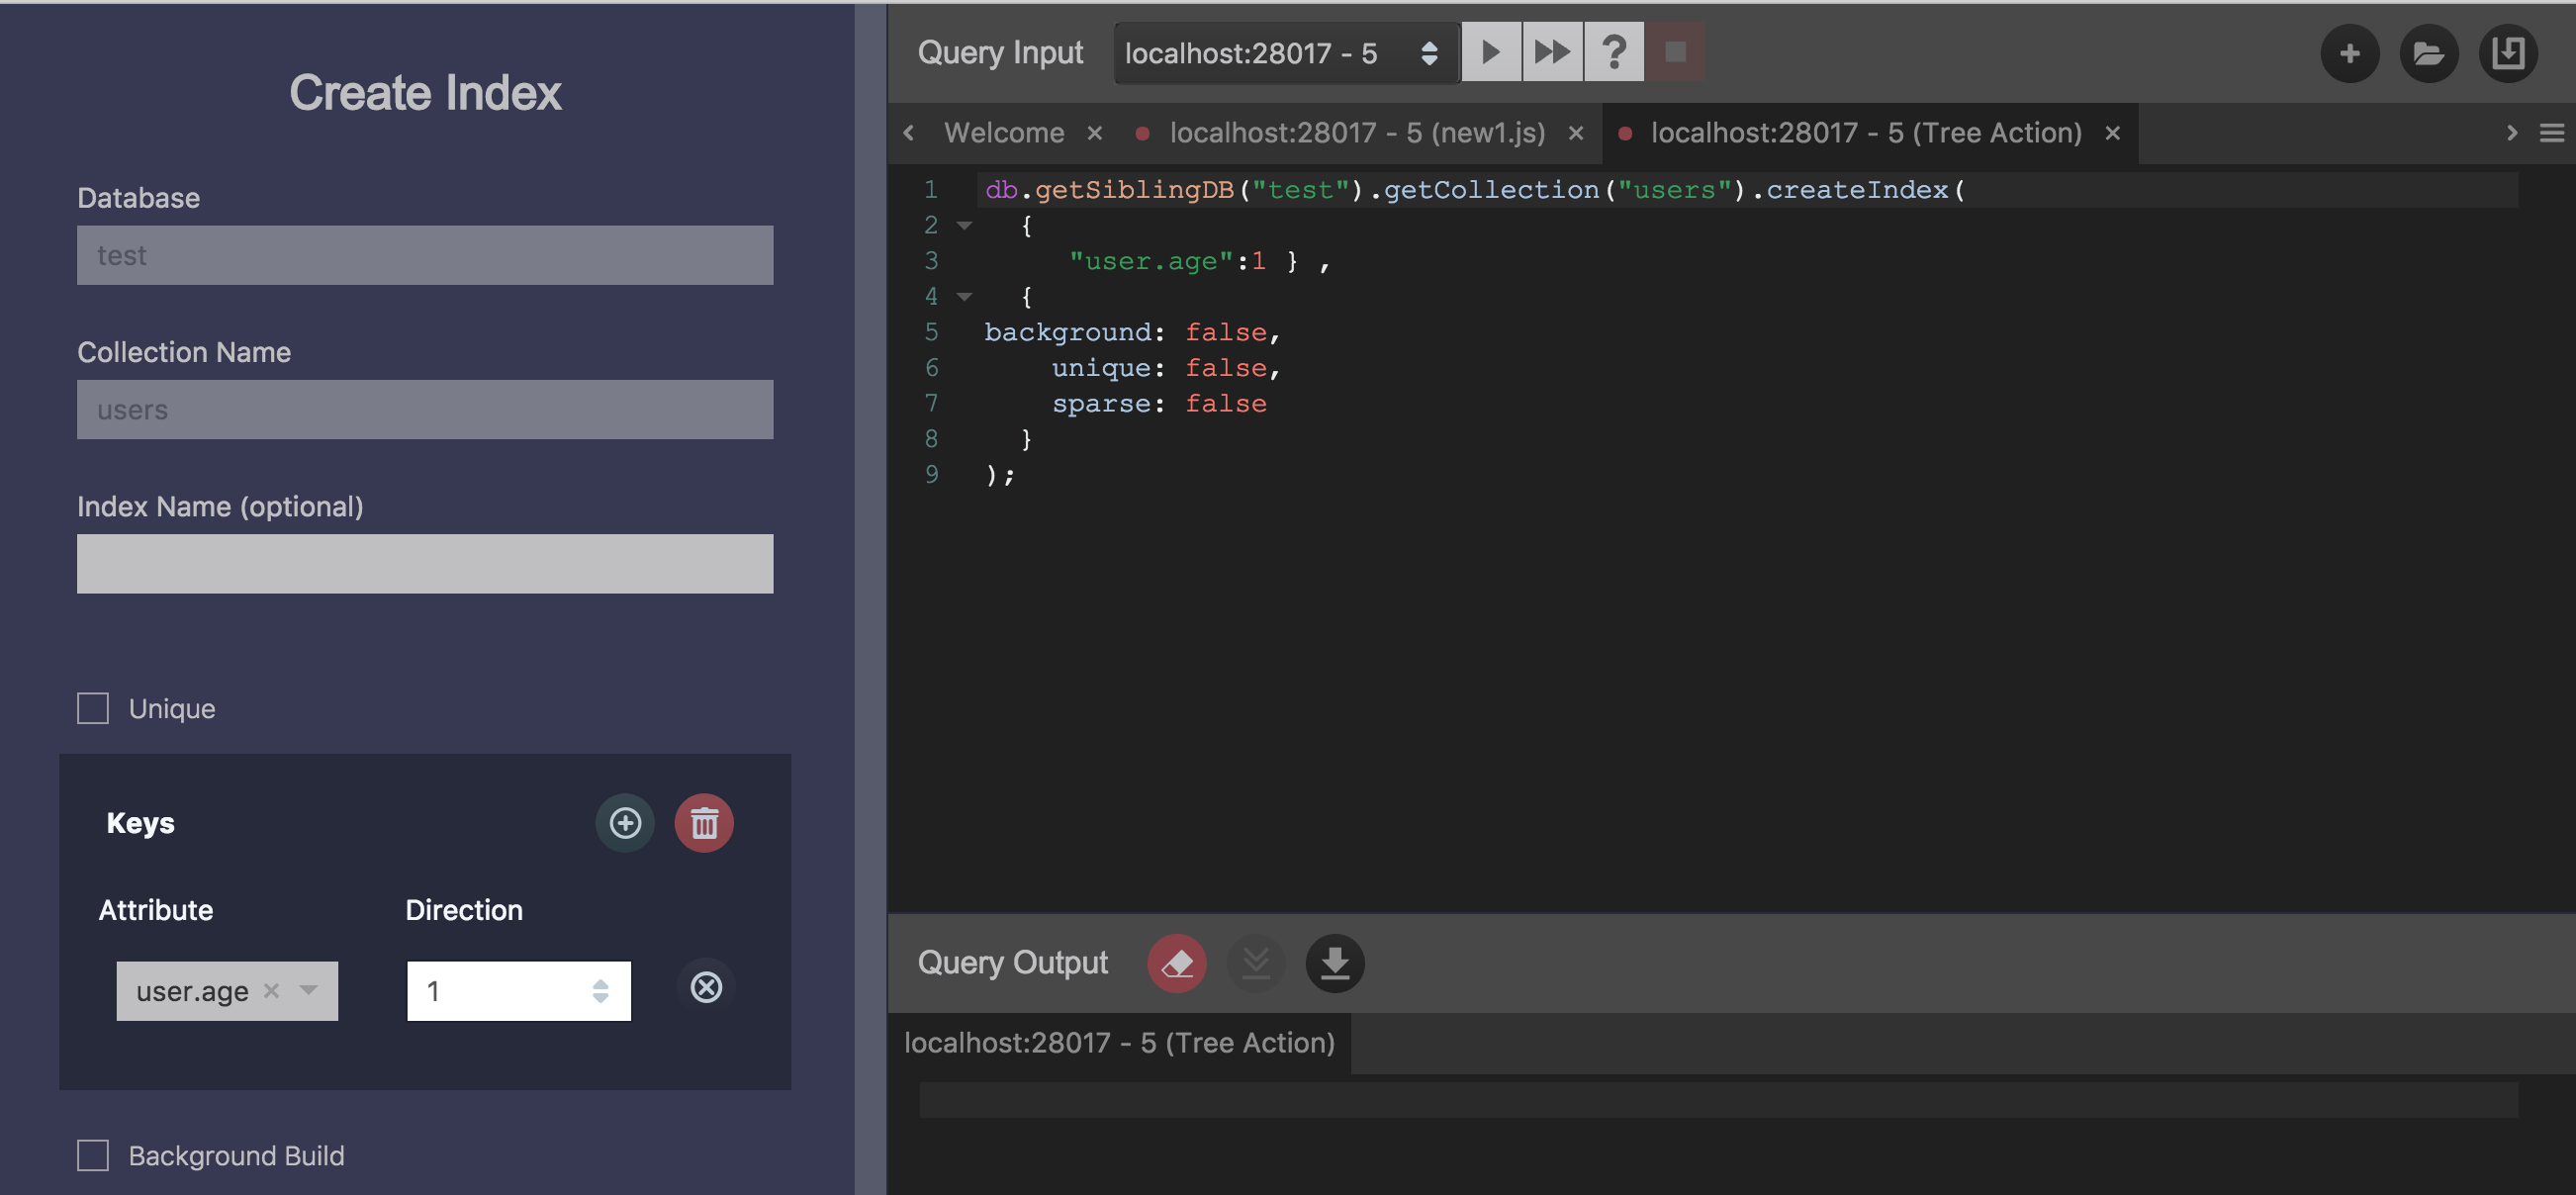 Create Index
Database
test
Collection Name
users
Index Name (optional)
Unique
Keys
Attribute Direction
user.age × 1
Background Build
Query Input localhost:28017 - 5 ?
Welcome × localhost:28017 - 5 (new1.js) × localhost:28017 - 5 (Tree Action) ×
1 db.getSiblingDB("test").getCollection("users").createIndex(
2 {
3 "user.age":1 } ,
4 {
5 background: false,
6 unique: false,
7 sparse: false
8 }
9 );
Query Output
localhost:28017 - 5 (Tree Action)